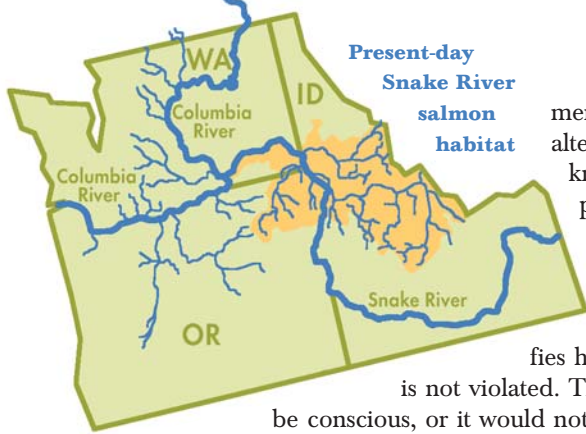 Present-day
Snake River
salmon
habitat
WA
ID
Columbia
River
Columbia
River
Snake River
OR
is not violated. T
be conscious, or it would not